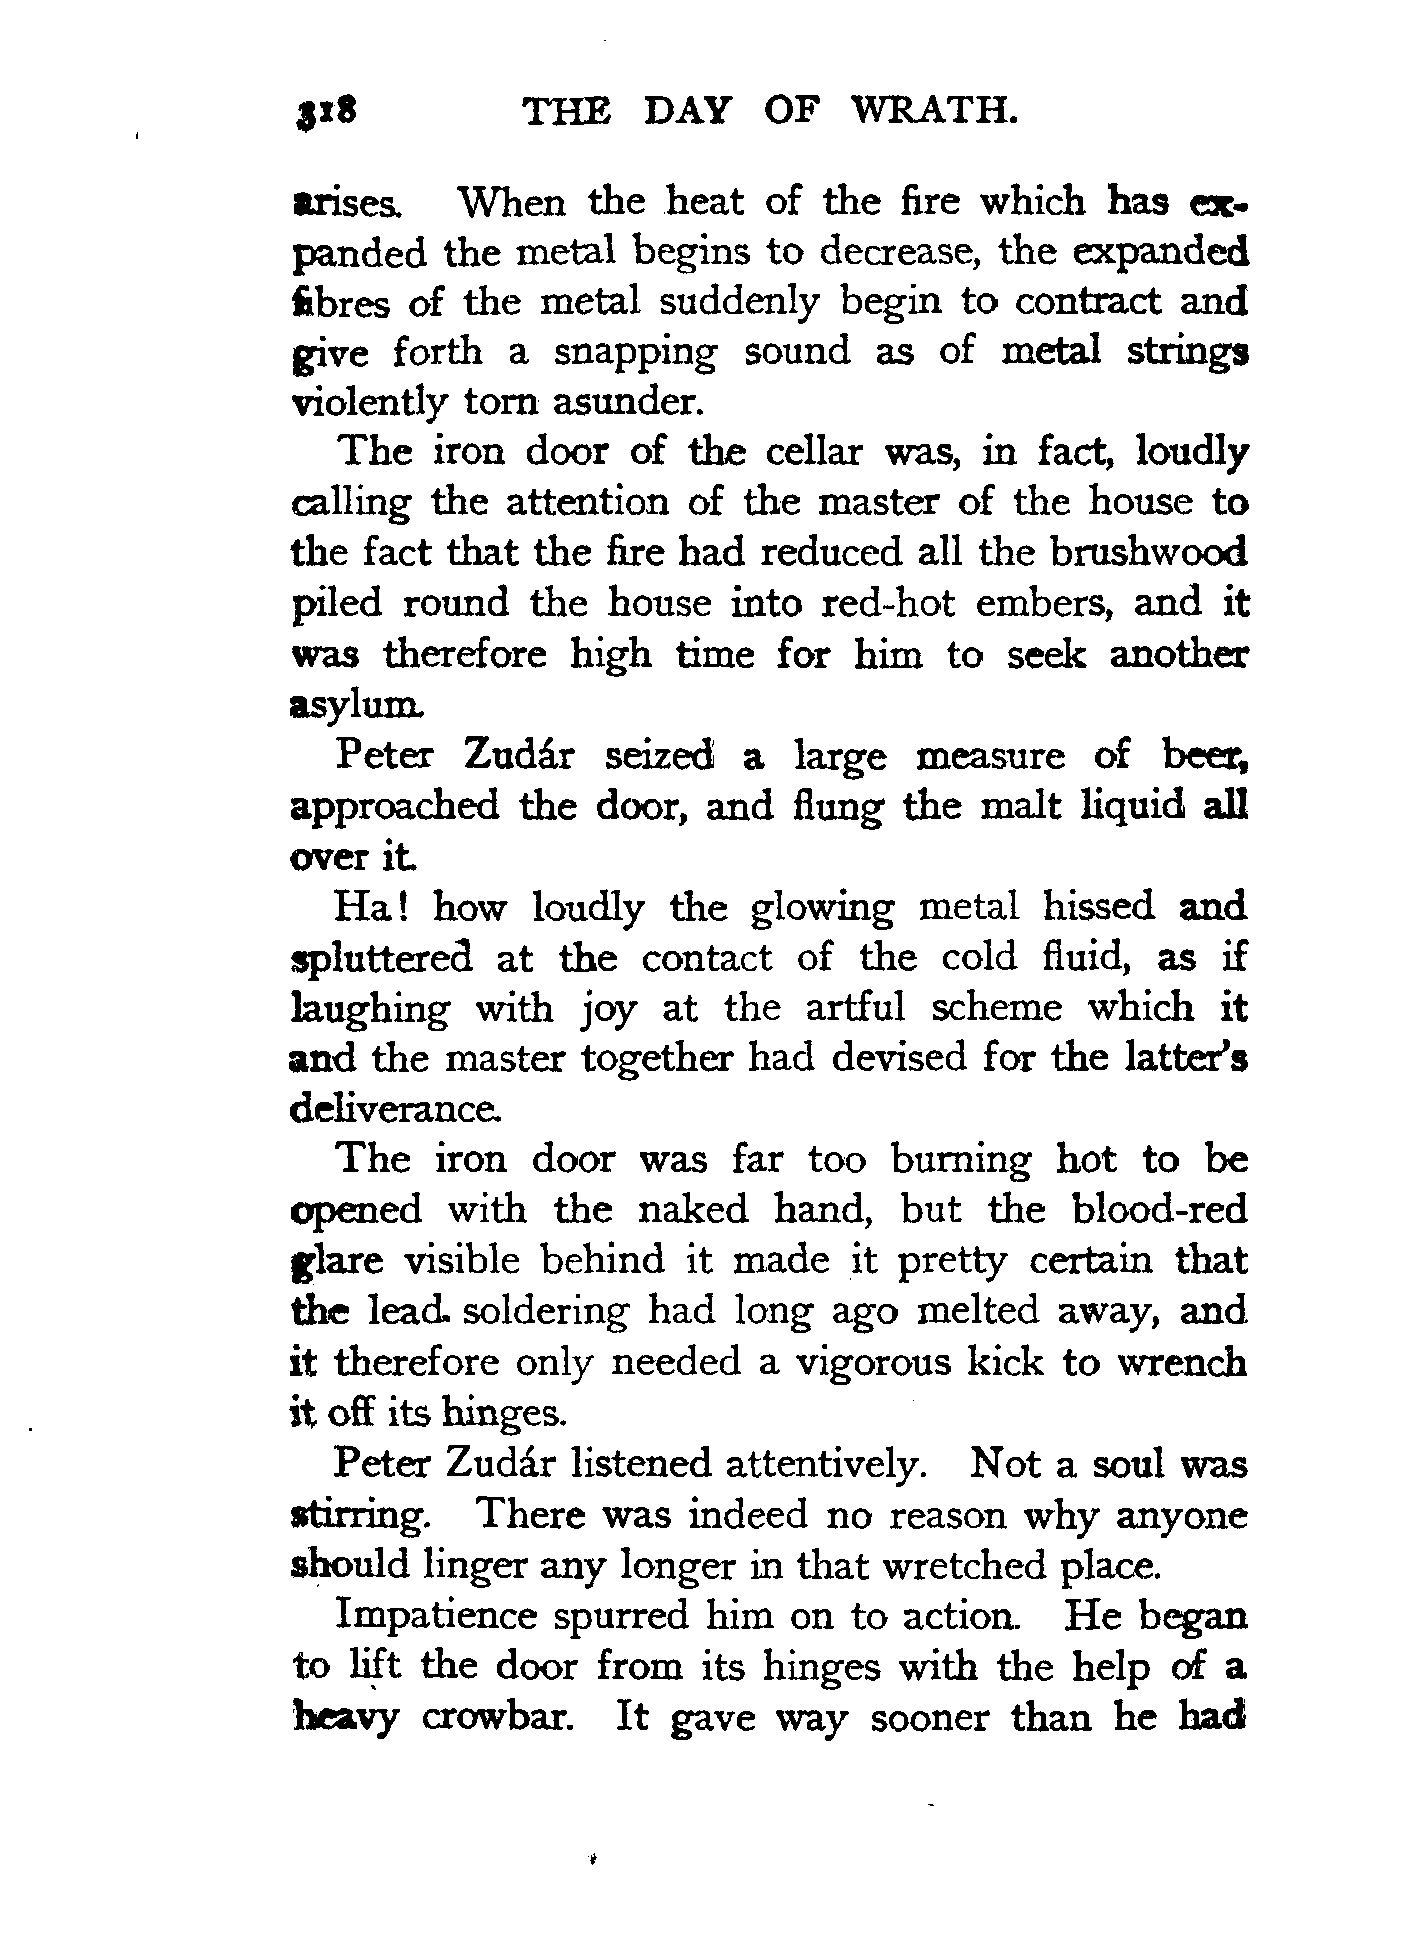 318 THE DAY OF WRATH.
arises. When the heat of the fire which has ex-
panded the metal begins to decrease, the expanded
fibres of the metal suddenly begin to contract and
give forth a snapping sound as of metal strings
violently torn asunder.
The iron door of the cellar was, in fact, loudly
calling the attention of the master of the house to
the fact that the fire had reduced all the brushwood
piled round the house into red-hot embers, and it
was therefore high time for him to seek another
asylum.
Peter Zudár seized a large measure of beer,
approached the door, and flung the malt liquid all
over it.
Ha! how loudly the glowing metal hissed and
spluttered at the contact of the cold fluid, as if
laughing with joy at the artful scheme which it
and the master together had devised for the latter's
deliverance.
The iron door was far too burning hot to be
opened with the naked hand, but the blood-red
glare visible behind it made it pretty certain that
the lead soldering had long ago melted away, and
it therefore only needed a vigorous kick to wrench
it off its hinges.
Peter Zudár listened attentively. Not a soul was
stirring. There was indeed no reason why anyone
should linger any longer in that wretched place.
Impatience spurred him on to action. He began
to lift the door from its hinges with the help of a
heavy crowbar. It gave way sooner than he had